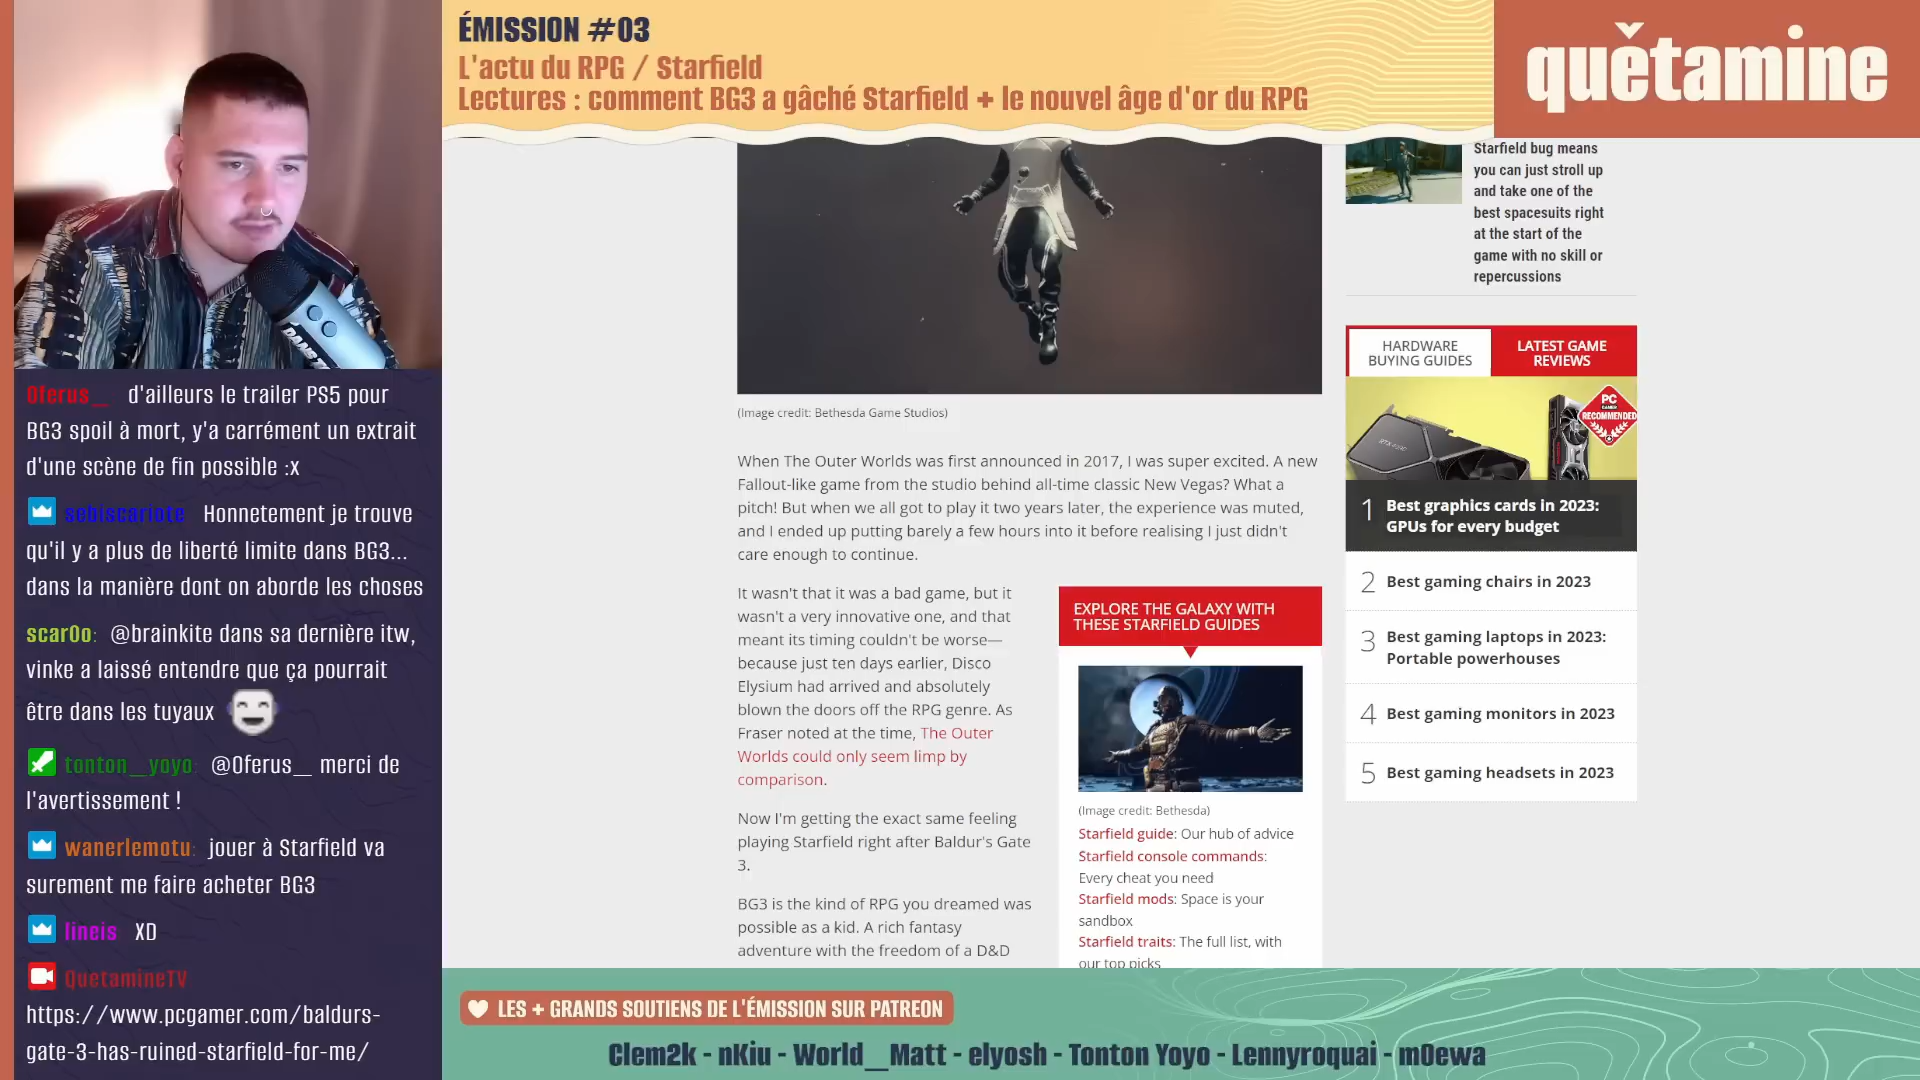 ÉMISSION #03
L'actu du RPG / Starfield
Lectures : comment BG3 a gâché Starfield + le nouvel âge d'or du RPG
quětamine
Oferus_ d'ailleurs le trailer PS5 pour
BG3 spoil à mort, y'a carrément un extrait
d'une scène de fin possible :x
sebiscariote Honnetement je trouve
qu'il y a plus de liberté limite dans BG3...
dans la manière dont on aborde les choses
scar0o: @brainkite dans sa dernière itw,
vinke a laissé entendre que ça pourrait
être dans les tuyaux
tonton_yoyo: @Oferus_ merci de
l'avertissement !
wanerlemotu: jouer à Starfield va
surement me faire acheter BG3
lineis XD
QuetamineTV
https://www.pcgamer.com/baldurs-
gate-3-has-ruined-starfield-for-me/
(Image credit: Bethesda Game Studios)
When The Outer Worlds was first announced in 2017, I was super excited. A new
Fallout-like game from the studio behind all-time classic New Vegas? What a
pitch! But when we all got to play it two years later, the experience was muted,
and I ended up putting barely a few hours into it before realising I just didn't
care enough to continue.
It wasn't that it was a bad game, but it
wasn't a very innovative one, and that
meant its timing couldn't be worse—
because just ten days earlier, Disco
Elysium had arrived and absolutely
blown the doors off the RPG genre. As
Fraser noted at the time, The Outer
Worlds could only seem limp by
comparison.
Now I'm getting the exact same feeling
playing Starfield right after Baldur's Gate
3.
BG3 is the kind of RPG you dreamed was
possible as a kid. A rich fantasy
adventure with the freedom of a D&D
EXPLORE THE GALAXY WITH
THESE STARFIELD GUIDES
(Image credit: Bethesda)
Starfield guide: Our hub of advice
Starfield console commands:
Every cheat you need
Starfield mods: Space is your
sandbox
Starfield traits: The full list, with
our top picks
Starfield bug means
you can just stroll up
and take one of the
best spacesuits right
at the start of the
game with no skill or
repercussions
HARDWARE
BUYING GUIDES
LATEST GAME
REVIEWS
PC
GAMER
RECOMMENDED
1 Best graphics cards in 2023:
GPUs for every budget
2 Best gaming chairs in 2023
3 Best gaming laptops in 2023:
Portable powerhouses
4 Best gaming monitors in 2023
5 Best gaming headsets in 2023
LES + GRANDS SOUTIENS DE L'ÉMISSION SUR PATREON
Clem2k - nKiu - World_Matt - elyosh - Tonton Yoyo - Lennyroquai - m0ewa